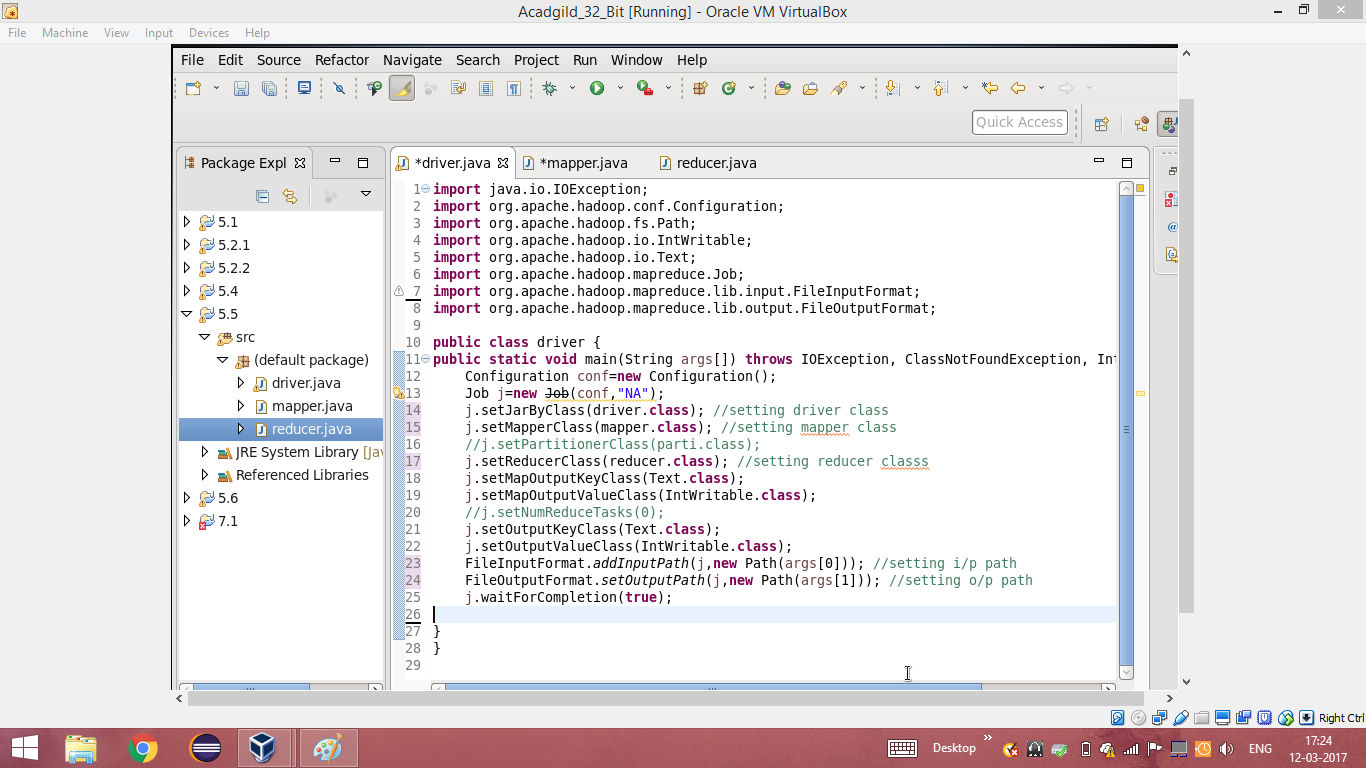 Acadgild_32_Bit [Running] - Oracle VM VirtualBox
File Machine View Input Devices Help
File Edit Source Refactor Navigate Search Project Run Window Help
Quick Access
Package Expl
*driver.java *mapper.java reducer.java
5.1
5.2.1
5.2.2
5.4
5.5
src
(default package)
driver.java
mapper.java
reducer.java
JRE System Library [Jav
Referenced Libraries
5.6
7.1
1 import java.io.IOException;
2 import org.apache.hadoop.conf.Configuration;
3 import org.apache.hadoop.fs.Path;
4 import org.apache.hadoop.io.IntWritable;
5 import org.apache.hadoop.io.Text;
6 import org.apache.hadoop.mapreduce.Job;
7 import org.apache.hadoop.mapreduce.lib.input.FileInputFormat;
8 import org.apache.hadoop.mapreduce.lib.output.FileOutputFormat;
9
10 public class driver {
11 public static void main(String args[]) throws IOException, ClassNotFoundException, Int
12 Configuration conf=new Configuration();
13 Job j=new Job(conf,"NA");
14 j.setJarByClass(driver.class); //setting driver class
15 j.setMapperClass(mapper.class); //setting mapper class
16 //j.setPartitionerClass(parti.class);
17 j.setReducerClass(reducer.class); //setting reducer classs
18 j.setMapOutputKeyClass(Text.class);
19 j.setMapOutputValueClass(IntWritable.class);
20 //j.setNumReduceTasks(0);
21 j.setOutputKeyClass(Text.class);
22 j.setOutputValueClass(IntWritable.class);
23 FileInputFormat.addInputPath(j,new Path(args[0])); //setting i/p path
24 FileOutputFormat.setOutputPath(j,new Path(args[1])); //setting o/p path
25 j.waitForCompletion(true);
26
27 }
28 }
29
Right Ctrl
Desktop
ENG
17:24
12-03-2017